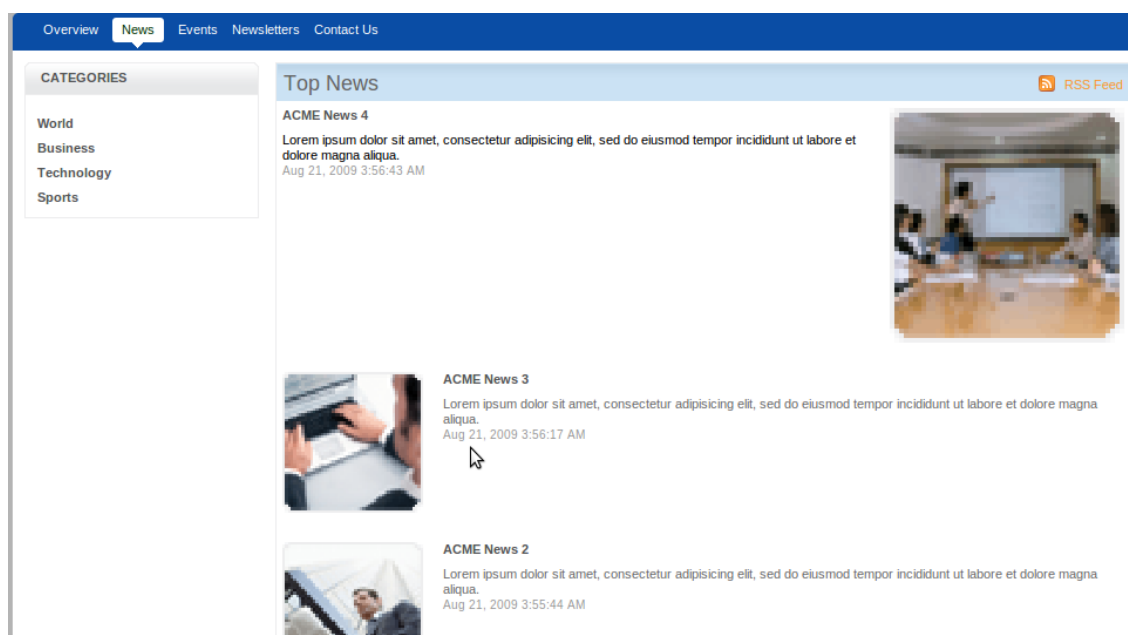 Overview News Events Newsletters Contact Us
CATEGORIES
World
Business
Technology
Sports
Top News
RSS Feed
ACME News 4
Lorem ipsum dolor sit amet, consectetur adipisicing elit, sed do eiusmod tempor incididunt ut labore et
dolore magna aliqua.
Aug 21, 2009 3:56:43 AM
ACME News 3
Lorem ipsum dolor sit amet, consectetur adipisicing elit, sed do eiusmod tempor incididunt ut labore et dolore magna
aliqua.
Aug 21, 2009 3:56:17 AM
ACME News 2
Lorem ipsum dolor sit amet, consectetur adipisicing elit, sed do eiusmod tempor incididunt ut labore et dolore magna
aliqua.
Aug 21, 2009 3:55:44 AM